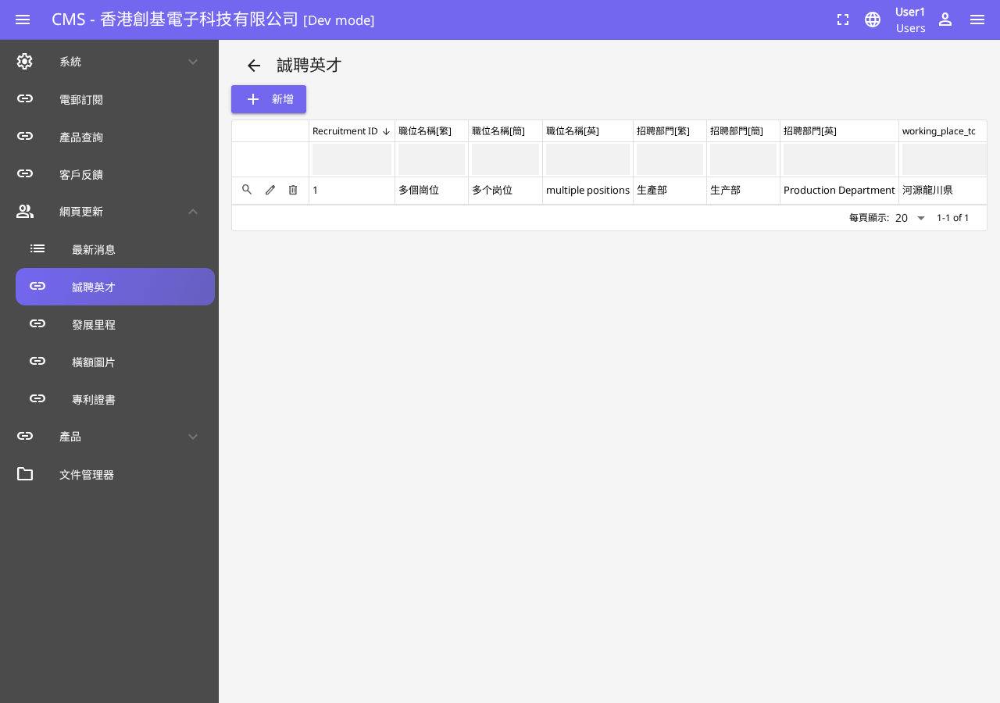 CMS - 香港創基電子科技有限公司 [Dev mode]
User1
Users
系統
電郵訂閱
產品查詢
客戶反饋
網頁更新
最新消息
誠聘英才
發展里程
橫額圖片
專利證書
產品
文件管理器
誠聘英才
新增
Recruitment ID 職位名稱[繁] 職位名稱[簡] 職位名稱[英] 招聘部門[繁] 招聘部門[簡] 招聘部門[英] working_place_tc
1 多個崗位 多个岗位 multiple positions 生產部 生产部 Production Department 河源龍川県
每頁顯示: 20 1-1 of 1